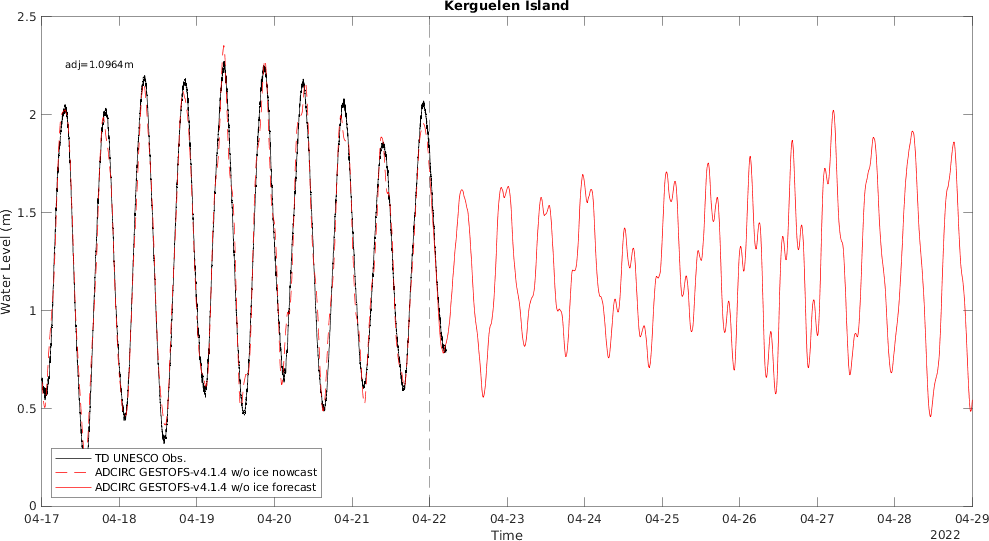 Kerguelen Island
2.5
adj=1.0964m
2
1.5
Water Level (m)
1
0.5
TD UNESCO Obs.
ADCIRC GESTOFS-v4.1.4 w/o ice nowcast
ADCIRC GESTOFS-v4.1.4 w/o ice forecast
0
04-17 04-18 04-19 04-20 04-21 04-22 04-23 04-24 04-25 04-26 04-27 04-28 04-29
Time
2022